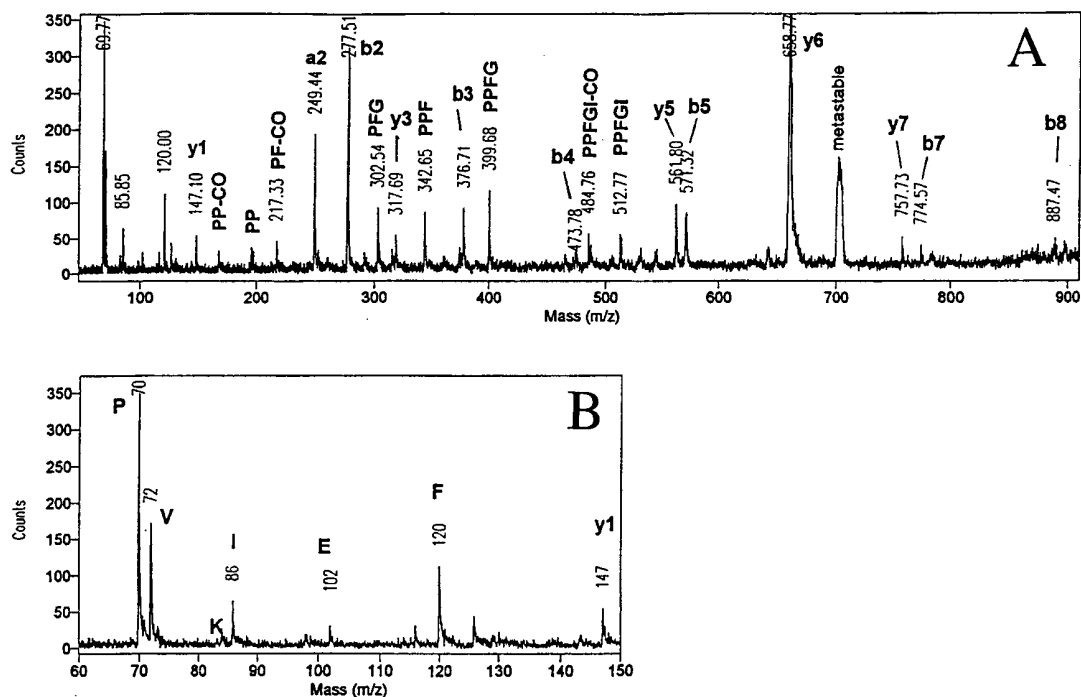 A
350
300
250
200
150
100
50
0
Counts
69.77
85.85
120.00
y1
147.10
PP-CO
PP
217.33 PF-CO
a2
249.44
b2
277.51
302.54 PFG
y3
317.69
342.65 PPF
b3
376.71
399.68 PPFG
b4
473.78
484.76 PPFGI-CO
512.77 PPFGI
y5
561.80
b5
571.32
y6
658.77
metastable
y7
757.73
b7
774.57
b8
887.47
100 200 300 400 500 600 700 800 900
Mass (m/z)
B
350
300
250
200
150
100
50
0
Counts
P
70
72
V
K
I
86
E
102
F
120
y1
147
60 70 80 90 100 110 120 130 140 150
Mass (m/z)